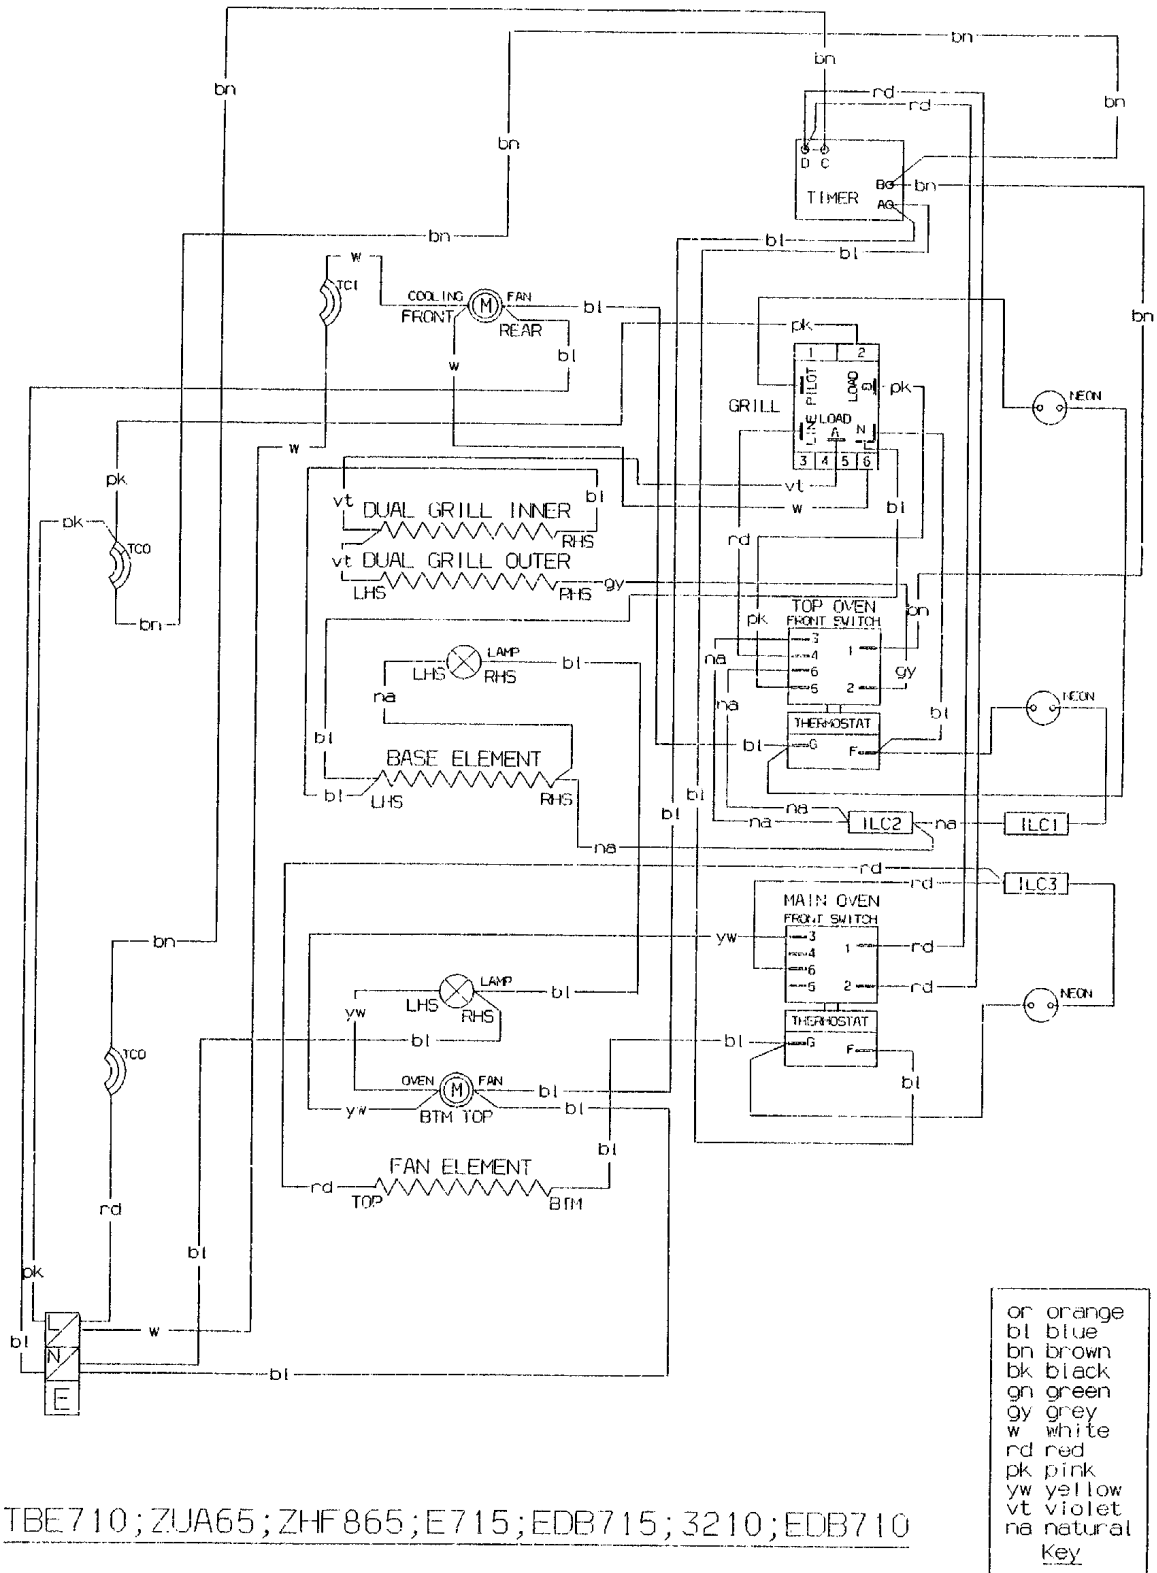 bn
bn
bn
rd
rd
bn
bn
bn
D C
B
A
TIMER
bn
bn
w
bl
bl
TC1
COOLING
M
FAN
FRONT
REAR
bl
bn
pk
w
bl
1
2
PILOT
LOAD
B
GRILL
LINE
LOAD
A
N
pk
NEON
w
3 4 5 6
pk
vt
bl
vt
w
bl
pk
DUAL GRILL INNER
RHS
rd
TCO
vt
DUAL GRILL OUTER
LHS
RHS
gy
bn
bn
TOP OVEN
FRONT SWITCH
pk
3
4
6
5
1
2
gy
LAMP
LHS
RHS
bl
na
na
na
bl
NEON
THERMOSTAT
bl
G
F
bl
BASE ELEMENT
bl
LHS
RHS
bl
bl
na
na
ILC2
na
ILC1
na
rd
rd
ILC3
MAIN OVEN
FRONT SWITCH
bn
yw
3
4
6
5
1
2
rd
rd
LAMP
LHS
RHS
bl
NEON
yw
bl
THERMOSTAT
bl
G
F
TCO
OVEN
M
FAN
bl
bl
yw
BTM TOP
bl
bl
FAN ELEMENT
rd
TOP
BTM
rd
bl
pk
L
bl
w
N
bl
E
or orange
bl blue
bn brown
bk black
gn green
gy grey
w white
rd red
pk pink
yw yellow
vt violet
na natural
Key
TBE710;ZUA65;ZHF865;E715;EDB715;3210;EDB710